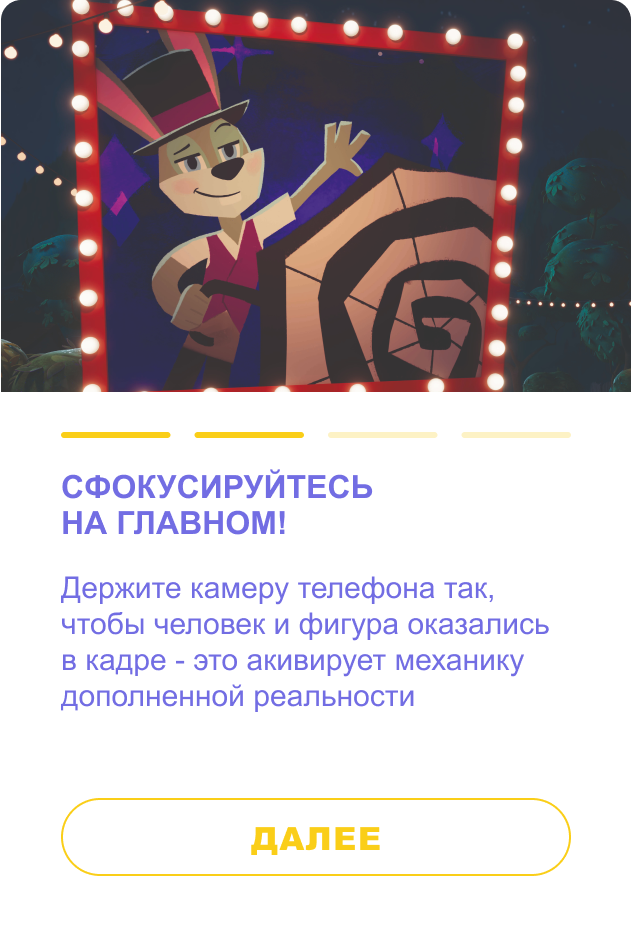 СФОКУСИРУЙТЕСЬ
НА ГЛАВНОМ!
Держите камеру телефона так,
чтобы человек и фигура оказались
в кадре - это акивирует механику
дополненной реальности
ДАЛЕЕ